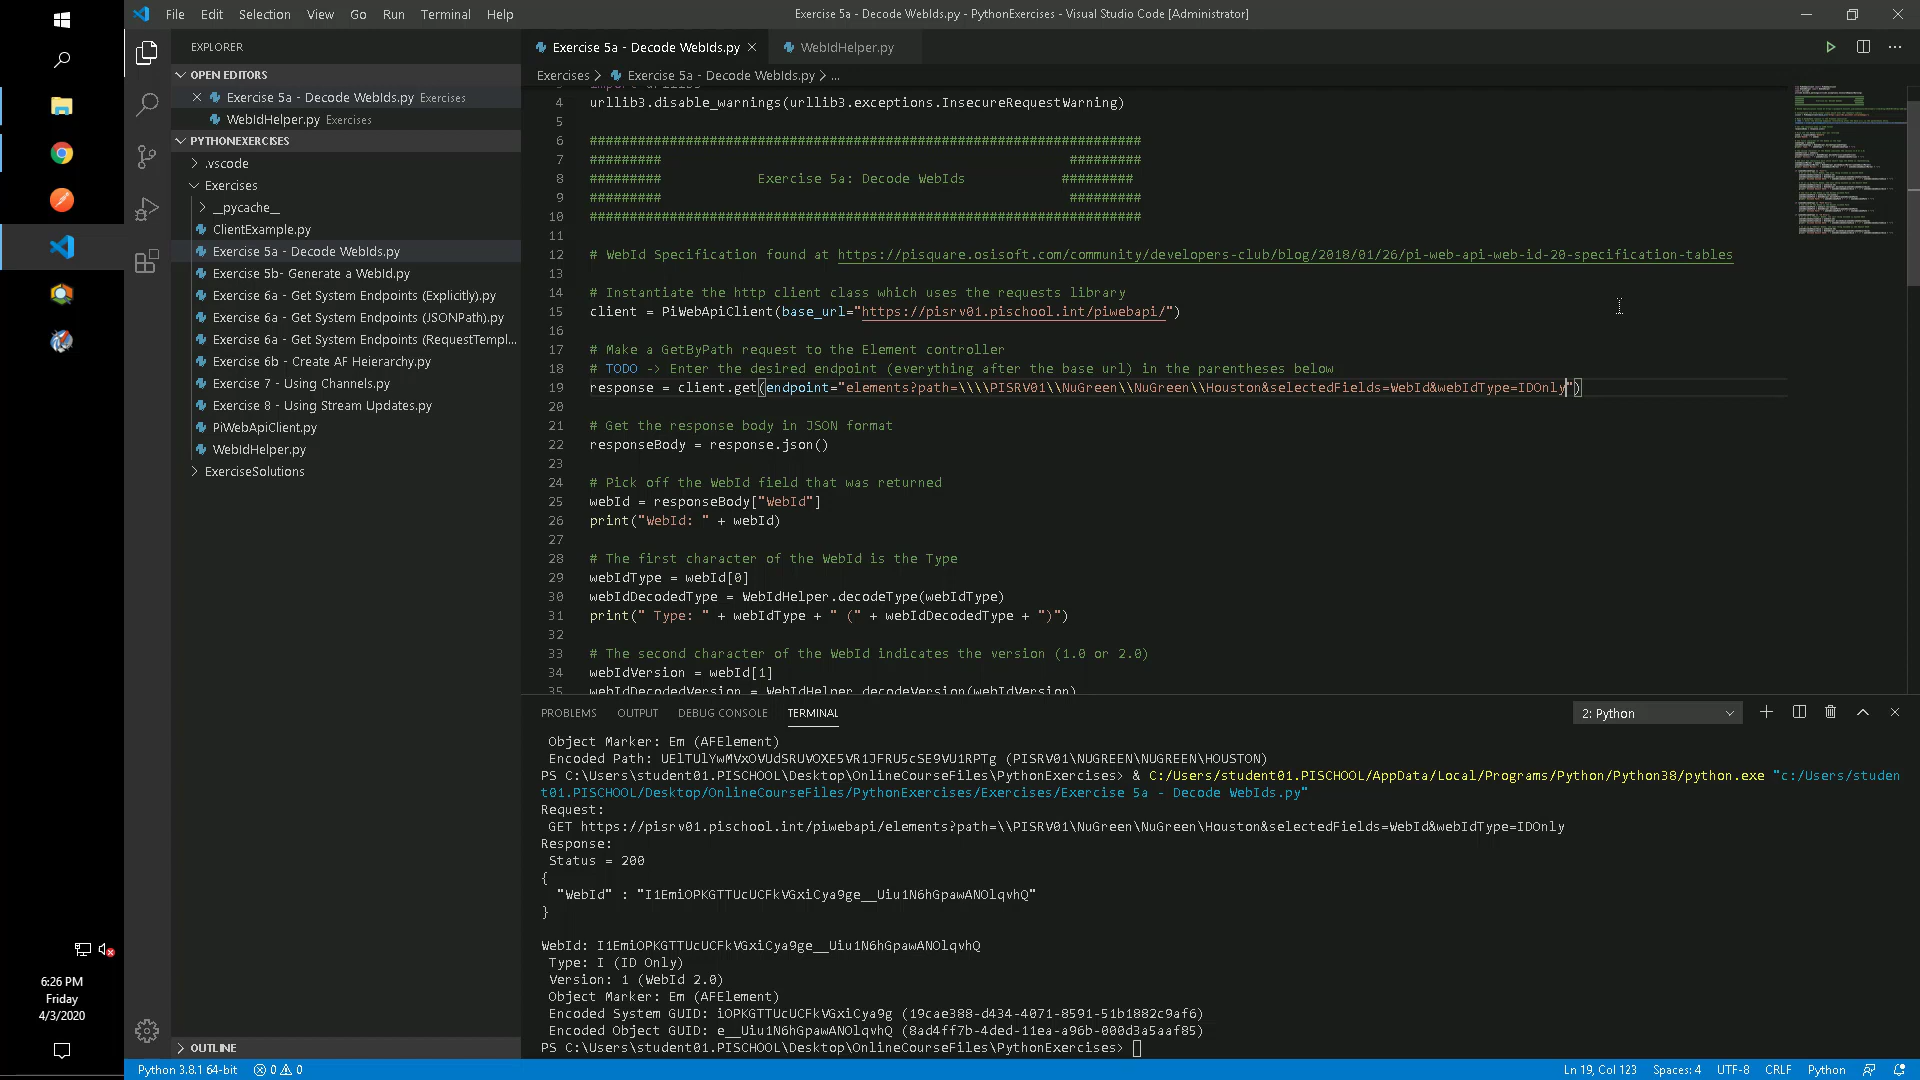 File Edit Selection View Go Run Terminal Help
Exercise 5a - Decode WebIds.py - PythonExercises - Visual Studio Code [Administrator]
EXPLORER
OPEN EDITORS
Exercise 5a - Decode WebIds.py Exercises
WebIdHelper.py Exercises
PYTHONEXERCISES
.vscode
Exercises
__pycache__
ClientExample.py
Exercise 5a - Decode WebIds.py
Exercise 5b- Generate a WebId.py
Exercise 6a - Get System Endpoints (Explicitly).py
Exercise 6a - Get System Endpoints (JSONPath).py
Exercise 6a - Get System Endpoints (RequestTempl...
Exercise 6b - Create AF Heierarchy.py
Exercise 7 - Using Channels.py
Exercise 8 - Using Stream Updates.py
PiWebApiClient.py
WebIdHelper.py
ExerciseSolutions
OUTLINE
Exercise 5a - Decode WebIds.py
WebIdHelper.py
Exercises > Exercise 5a - Decode WebIds.py > ...
3 import urllib3
4 urllib3.disable_warnings(urllib3.exceptions.InsecureRequestWarning)
5
6 #####################################################################
7 ######### #########
8 ######### Exercise 5a: Decode WebIds #########
9 ######### #########
10 #####################################################################
11
12 # WebId Specification found at https://pisquare.osisoft.com/community/developers-club/blog/2018/01/26/pi-web-api-web-id-20-specification-tables
13
14 # Instantiate the http client class which uses the requests library
15 client = PiWebApiClient(base_url="https://pisrv01.pischool.int/piwebapi/")
16
17 # Make a GetByPath request to the Element controller
18 # TODO -> Enter the desired endpoint (everything after the base url) in the parentheses below
19 response = client.get(endpoint="elements?path=\\\\PISRV01\\NuGreen\\NuGreen\\Houston&selectedFields=WebId&webIdType=IDOnly")
20
21 # Get the response body in JSON format
22 responseBody = response.json()
23
24 # Pick off the WebId field that was returned
25 webId = responseBody["WebId"]
26 print("WebId: " + webId)
27
28 # The first character of the WebId is the Type
29 webIdType = webId[0]
30 webIdDecodedType = WebIdHelper.decodeType(webIdType)
31 print(" Type: " + webIdType + " (" + webIdDecodedType + ")")
32
33 # The second character of the WebId indicates the version (1.0 or 2.0)
34 webIdVersion = webId[1]
35 webIdDecodedVersion = WebIdHelper.decodeVersion(webIdVersion)
PROBLEMS OUTPUT DEBUG CONSOLE TERMINAL
2: Python
Object Marker: Em (AFElement)
Encoded Path: UElTUlYwMVxOVUdSRUVOXE5VR1JFRU5cSE9VU1RPTg (PISRV01\NUGREEN\NUGREEN\HOUSTON)
PS C:\Users\student01.PISCHOOL\Desktop\OnlineCourseFiles\PythonExercises> & C:/Users/student01.PISCHOOL/AppData/Local/Programs/Python/Python38/python.exe "c:/Users/studen
t01.PISCHOOL/Desktop/OnlineCourseFiles/PythonExercises/Exercises/Exercise 5a - Decode WebIds.py"
Request:
GET https://pisrv01.pischool.int/piwebapi/elements?path=\\PISRV01\NuGreen\NuGreen\Houston&selectedFields=WebId&webIdType=IDOnly
Response:
Status = 200
{
"WebId" : "I1EmiOPKGTTUcUCFkVGxiCya9ge__Uiu1N6hGpawANOlqvhQ"
}
WebId: I1EmiOPKGTTUcUCFkVGxiCya9ge__Uiu1N6hGpawANOlqvhQ
Type: I (ID Only)
Version: 1 (WebId 2.0)
Object Marker: Em (AFElement)
Encoded System GUID: iOPKGTTUcUCFkVGxiCya9g (19cae388-d434-4071-8591-51b1882c9af6)
Encoded Object GUID: e__Uiu1N6hGpawANOlqvhQ (8ad4ff7b-4ded-11ea-a96b-000d3a5aaf85)
PS C:\Users\student01.PISCHOOL\Desktop\OnlineCourseFiles\PythonExercises>
6:26 PM
Friday
4/3/2020
Python 3.8.1 64-bit 0 0
Ln 19, Col 123 Spaces: 4 UTF-8 CRLF Python